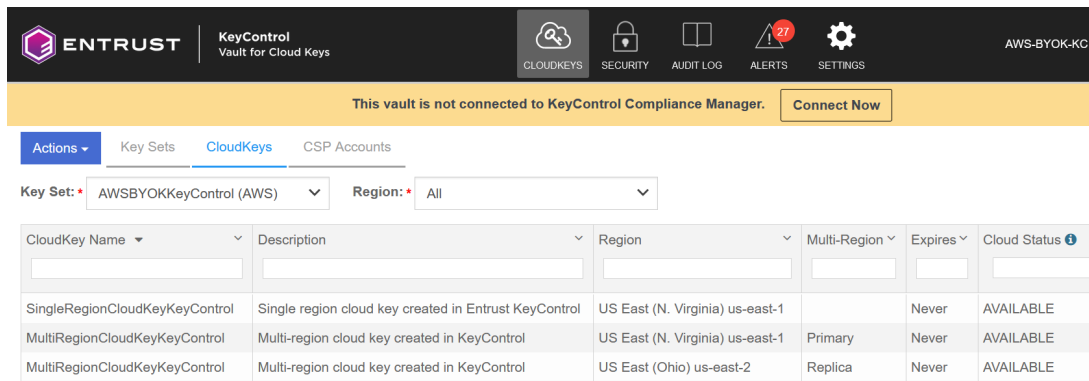 ENTRUST
KeyControl
Vault for Cloud Keys
CLOUDKEYS
SECURITY
AUDIT LOG
27
ALERTS
SETTINGS
AWS-BYOK-KC
This vault is not connected to KeyControl Compliance Manager. Connect Now
Actions Key Sets CloudKeys CSP Accounts
Key Set: * AWSBYOKKeyControl (AWS) Region: * All
CloudKey Name Description Region Multi-Region Expires Cloud Status
SingleRegionCloudKeyKeyControl Single region cloud key created in Entrust KeyControl US East (N. Virginia) us-east-1 Never AVAILABLE
MultiRegionCloudKeyKeyControl Multi-region cloud key created in KeyControl US East (N. Virginia) us-east-1 Primary Never AVAILABLE
MultiRegionCloudKeyKeyControl Multi-region cloud key created in KeyControl US East (Ohio) us-east-2 Replica Never AVAILABLE